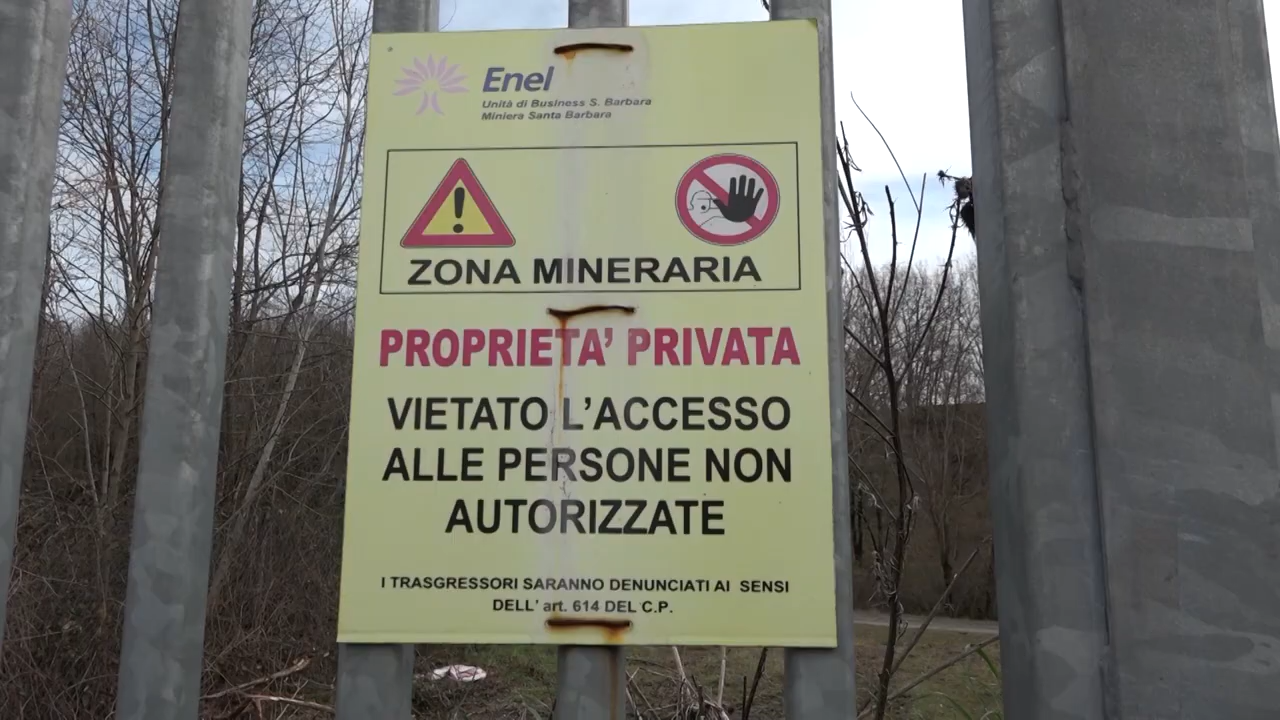 Enel
Unità di Business S. Barbara
Miniera Santa Barbara
ZONA MINERARIA
PROPRIETA' PRIVATA
VIETATO L'ACCESSO
ALLE PERSONE NON
AUTORIZZATE
I TRASGRESSORI SARANNO DENUNCIATI AI SENSI
DELL' art. 614 DEL C.P.